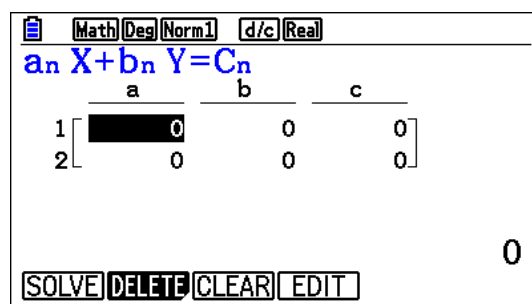 Math Deg Norm1 d/c Real
an X+bn Y=Cn
a b c
1 0 0 0
2 0 0 0
0
SOLVE DELETE CLEAR EDIT